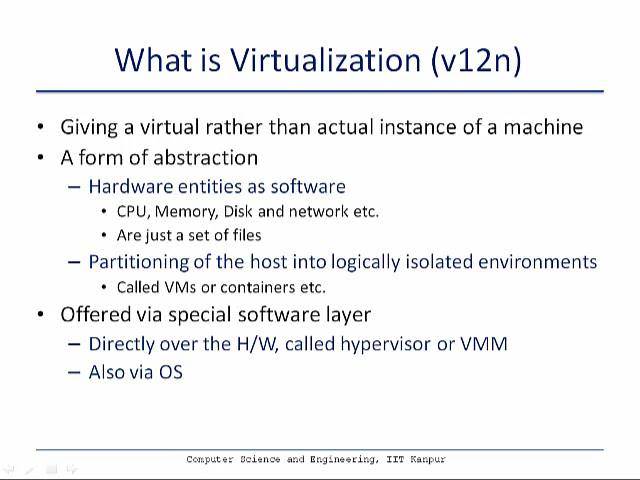 What is Virtualization (v12n)
• Giving a virtual rather than actual instance of a machine
• A form of abstraction
– Hardware entities as software
• CPU, Memory, Disk and network etc.
• Are just a set of files
– Partitioning of the host into logically isolated environments
• Called VMs or containers etc.
• Offered via special software layer
– Directly over the H/W, called hypervisor or VMM
– Also via OS
Computer Science and Engineering, IIT Kanpur